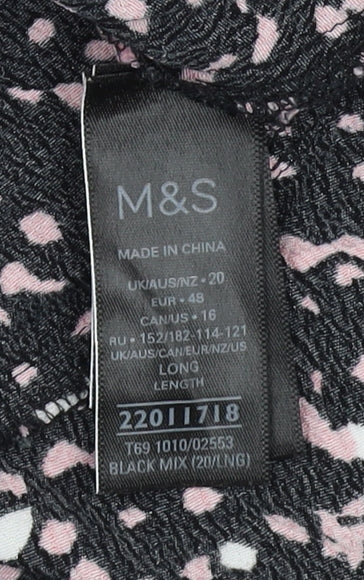 M&S
MADE IN CHINA
UK/AUS/NZ • 20
EUR • 48
CAN/US • 16
RU • 152/182-114-121
UK/AUS/CAN/EUR/NZ/US
LONG
LENGTH
22011718
T69 1010/02553
BLACK MIX (20/LNG)